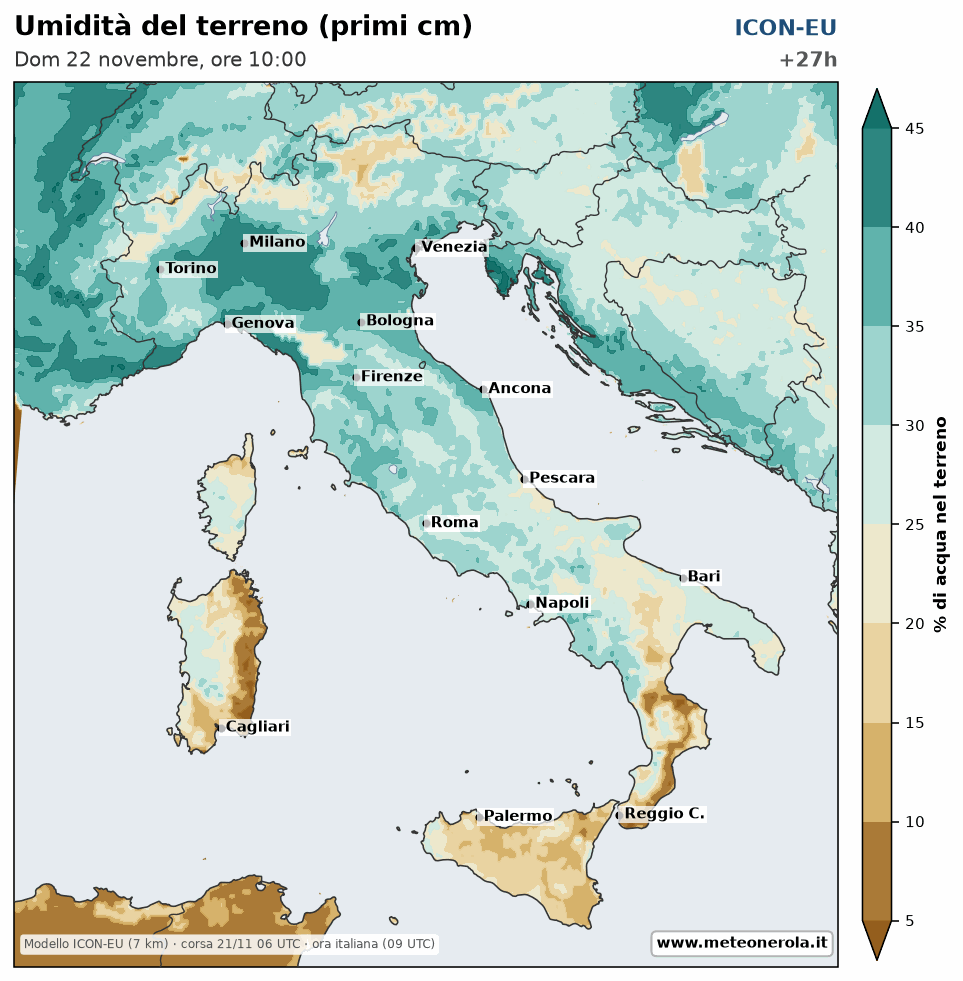 Umidità del terreno (primi cm)
ICON-EU
Dom 22 novembre, ore 10:00
+27h
Milano
Venezia
Torino
Genova
Bologna
Firenze
Ancona
Pescara
Roma
Bari
Napoli
Cagliari
Palermo
Reggio C.
45
40
35
30
25
20
15
10
5
% di acqua nel terreno
Modello ICON-EU (7 km) · corsa 21/11 06 UTC · ora italiana (09 UTC)
www.meteonerola.it